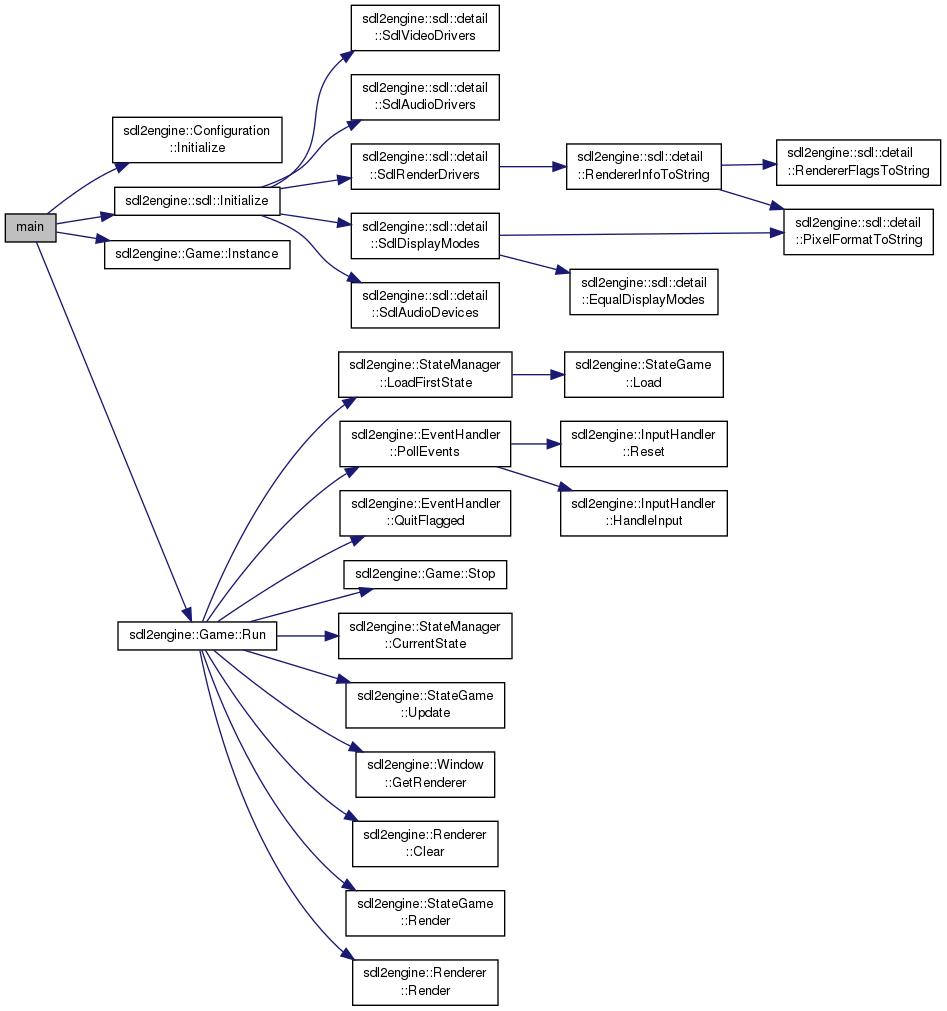 main
sdl2engine::Configuration
::Initialize
sdl2engine::sdl::Initialize
sdl2engine::Game::Instance
sdl2engine::Game::Run
sdl2engine::sdl::detail
::SdlVideoDrivers
sdl2engine::sdl::detail
::SdlAudioDrivers
sdl2engine::sdl::detail
::SdlRenderDrivers
sdl2engine::sdl::detail
::SdlDisplayModes
sdl2engine::sdl::detail
::SdlAudioDevices
sdl2engine::sdl::detail
::RendererInfoToString
sdl2engine::sdl::detail
::RendererFlagsToString
sdl2engine::sdl::detail
::PixelFormatToString
sdl2engine::sdl::detail
::EqualDisplayModes
sdl2engine::StateManager
::LoadFirstState
sdl2engine::StateGame
::Load
sdl2engine::EventHandler
::PollEvents
sdl2engine::InputHandler
::Reset
sdl2engine::InputHandler
::HandleInput
sdl2engine::EventHandler
::QuitFlagged
sdl2engine::Game::Stop
sdl2engine::StateManager
::CurrentState
sdl2engine::StateGame
::Update
sdl2engine::Window
::GetRenderer
sdl2engine::Renderer
::Clear
sdl2engine::StateGame
::Render
sdl2engine::Renderer
::Render